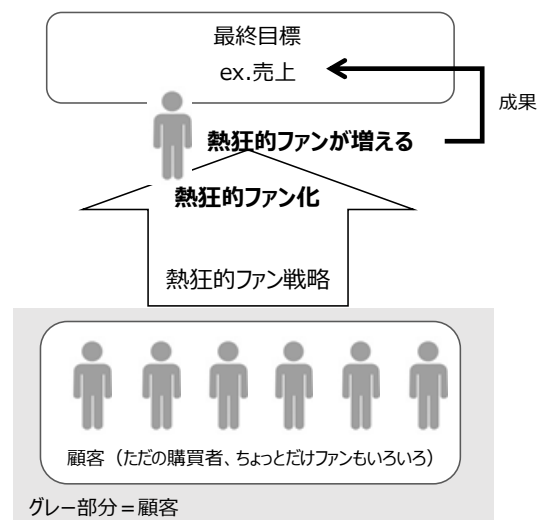 最終目標
ex.売上
成果
熱狂的ファンが増える
熱狂的ファン化
熱狂的ファン戦略
顧客（ただの購買者、ちょっとだけファンもいろいろ）
グレー部分＝顧客